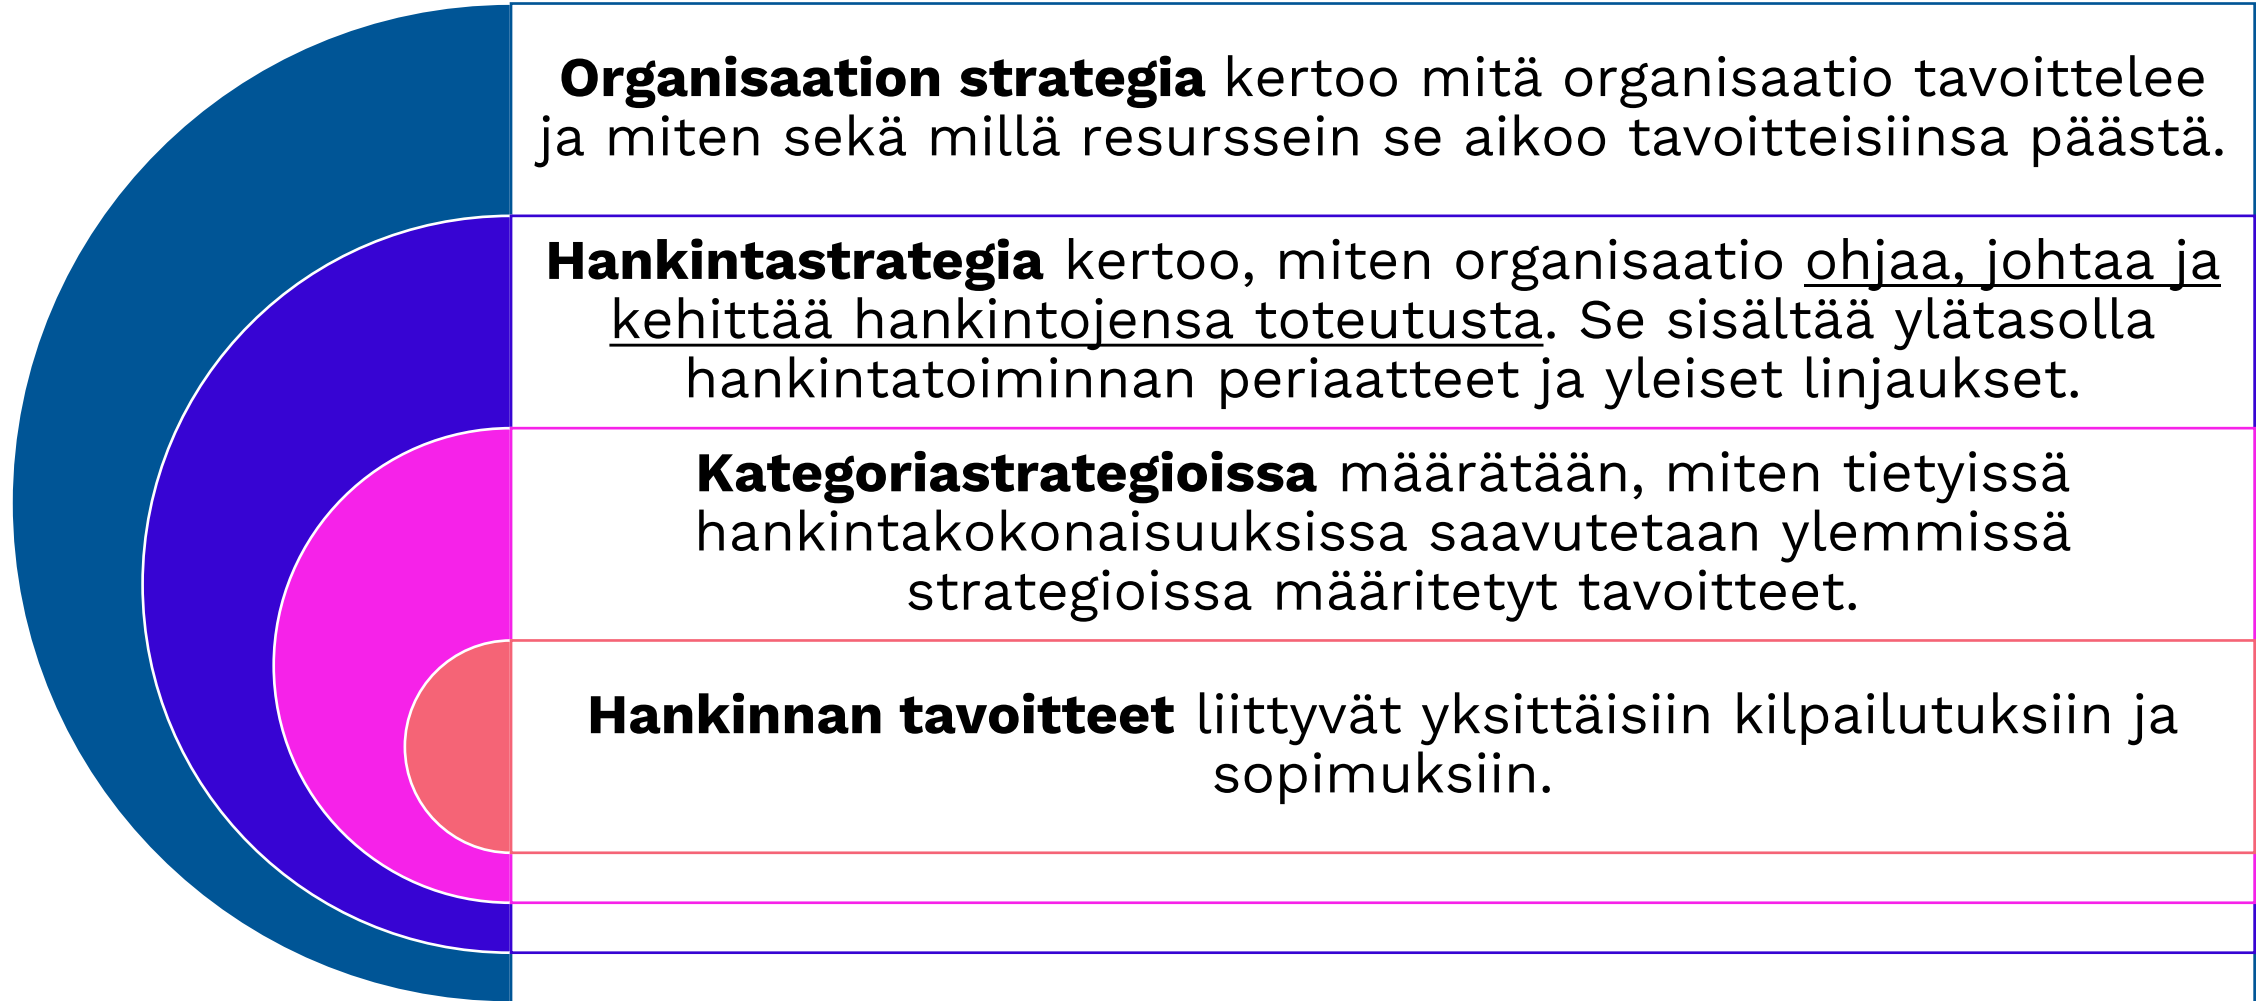 Organisaation strategia kertoo mitä organisaatio tavoittelee
ja miten sekä millä resurssein se aikoo tavoitteisiinsa päästä.
Hankintastrategia kertoo, miten organisaatio ohjaa, johtaa ja
kehittää hankintojensa toteutusta. Se sisältää ylätasolla
hankintatoiminnan periaatteet ja yleiset linjaukset.
Kategoriastrategioissa määrätään, miten tietyissä
hankintakokonaisuuksissa saavutetaan ylemmissä
strategioissa määritetyt tavoitteet.
Hankinnan tavoitteet liittyvät yksittäisiin kilpailutuksiin ja
sopimuksiin.